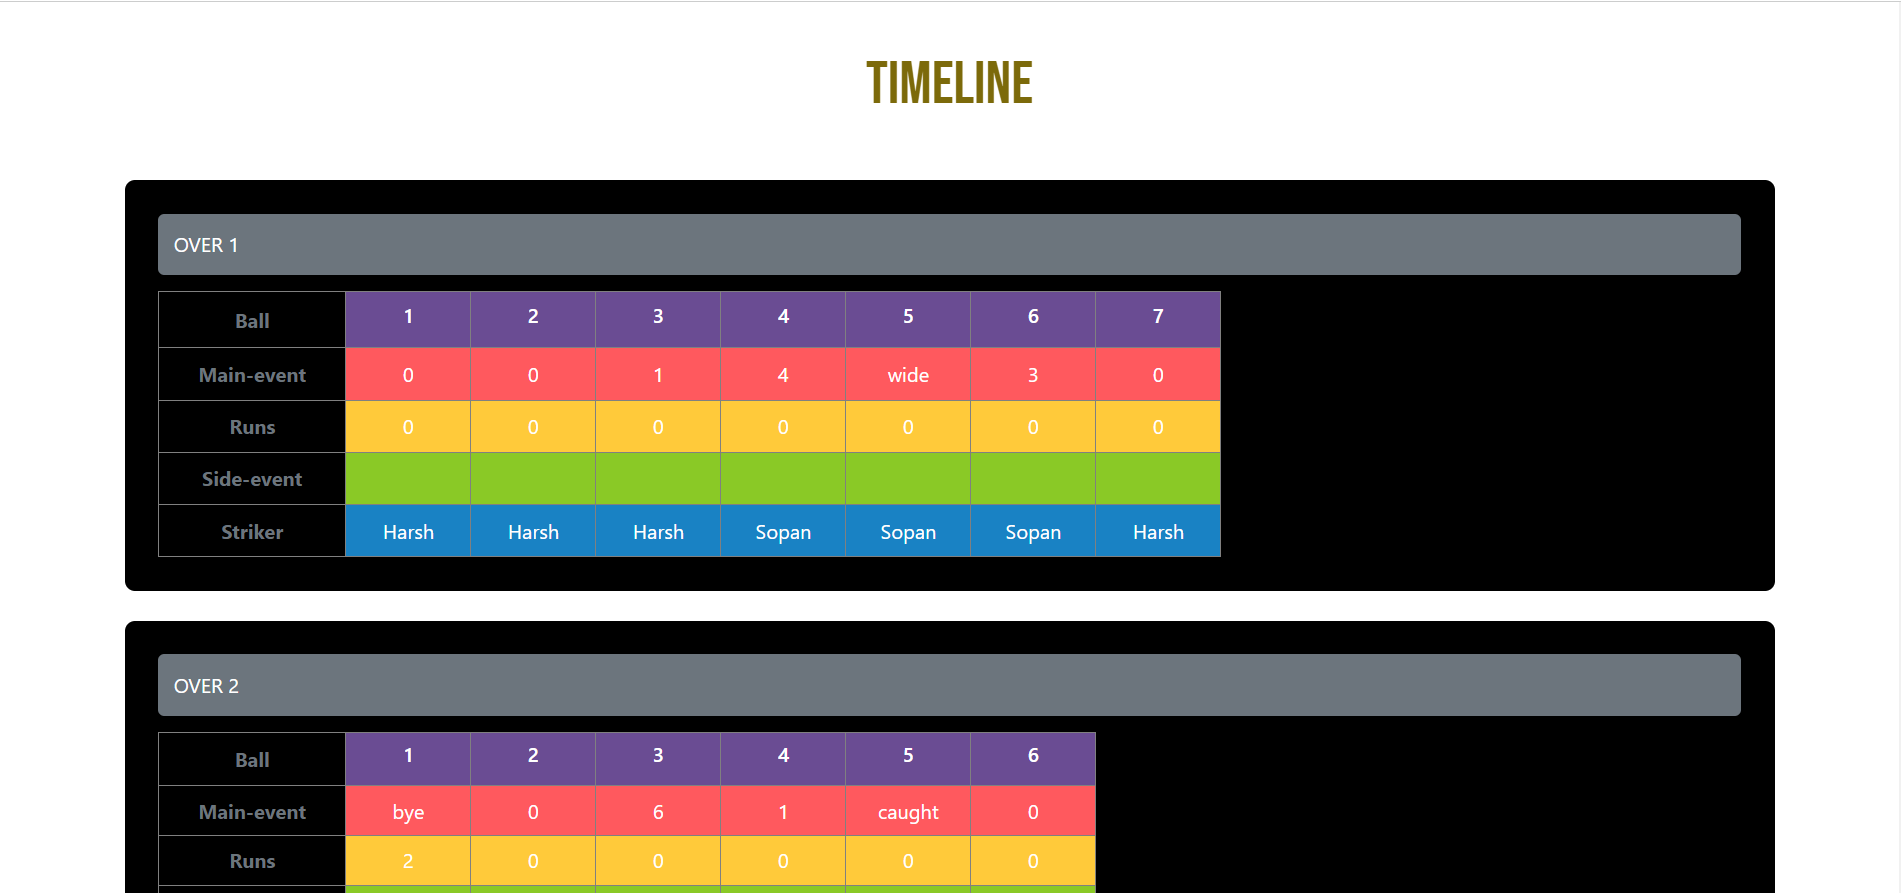 TIMELINE
OVER 1
Ball 1 2 3 4 5 6 7
Main-event 0 0 1 4 wide 3 0
Runs 0 0 0 0 0 0 0
Side-event
Striker Harsh Harsh Harsh Sopan Sopan Sopan Harsh
OVER 2
Ball 1 2 3 4 5 6
Main-event bye 0 6 1 caught 0
Runs 2 0 0 0 0 0